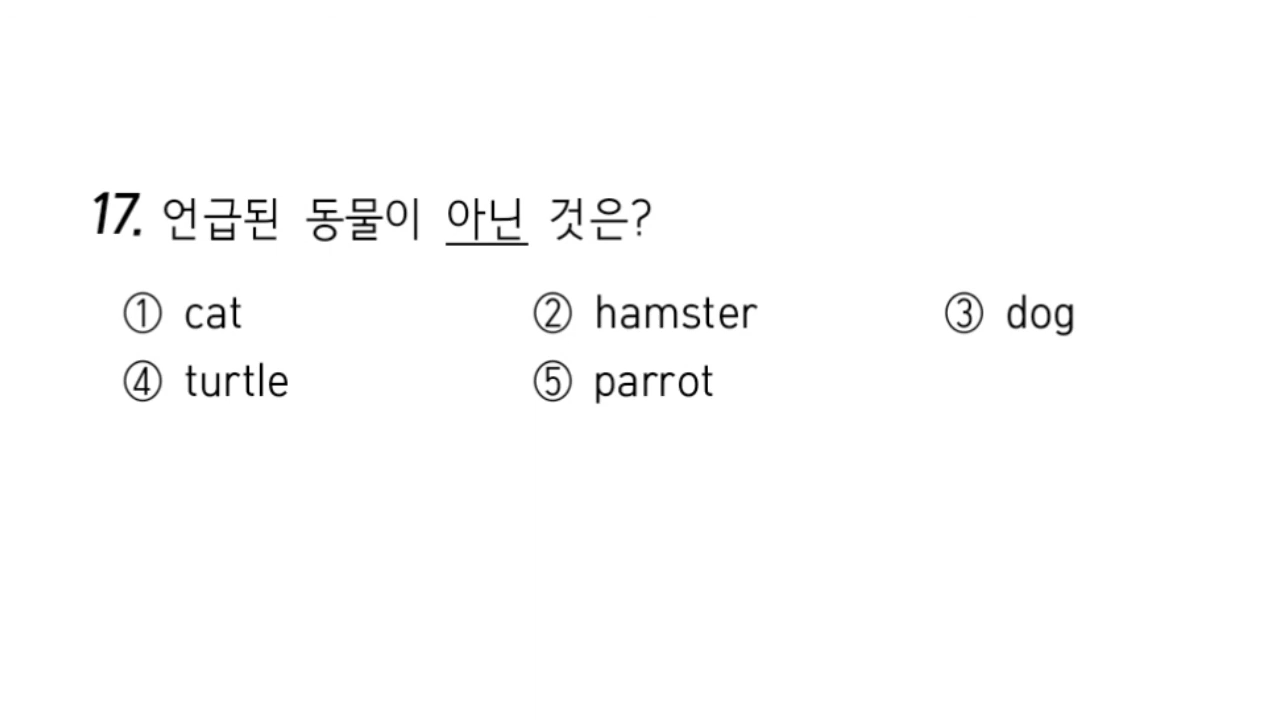 17. 언급된 동물이 아닌 것은?
① cat ② hamster ③ dog
④ turtle ⑤ parrot